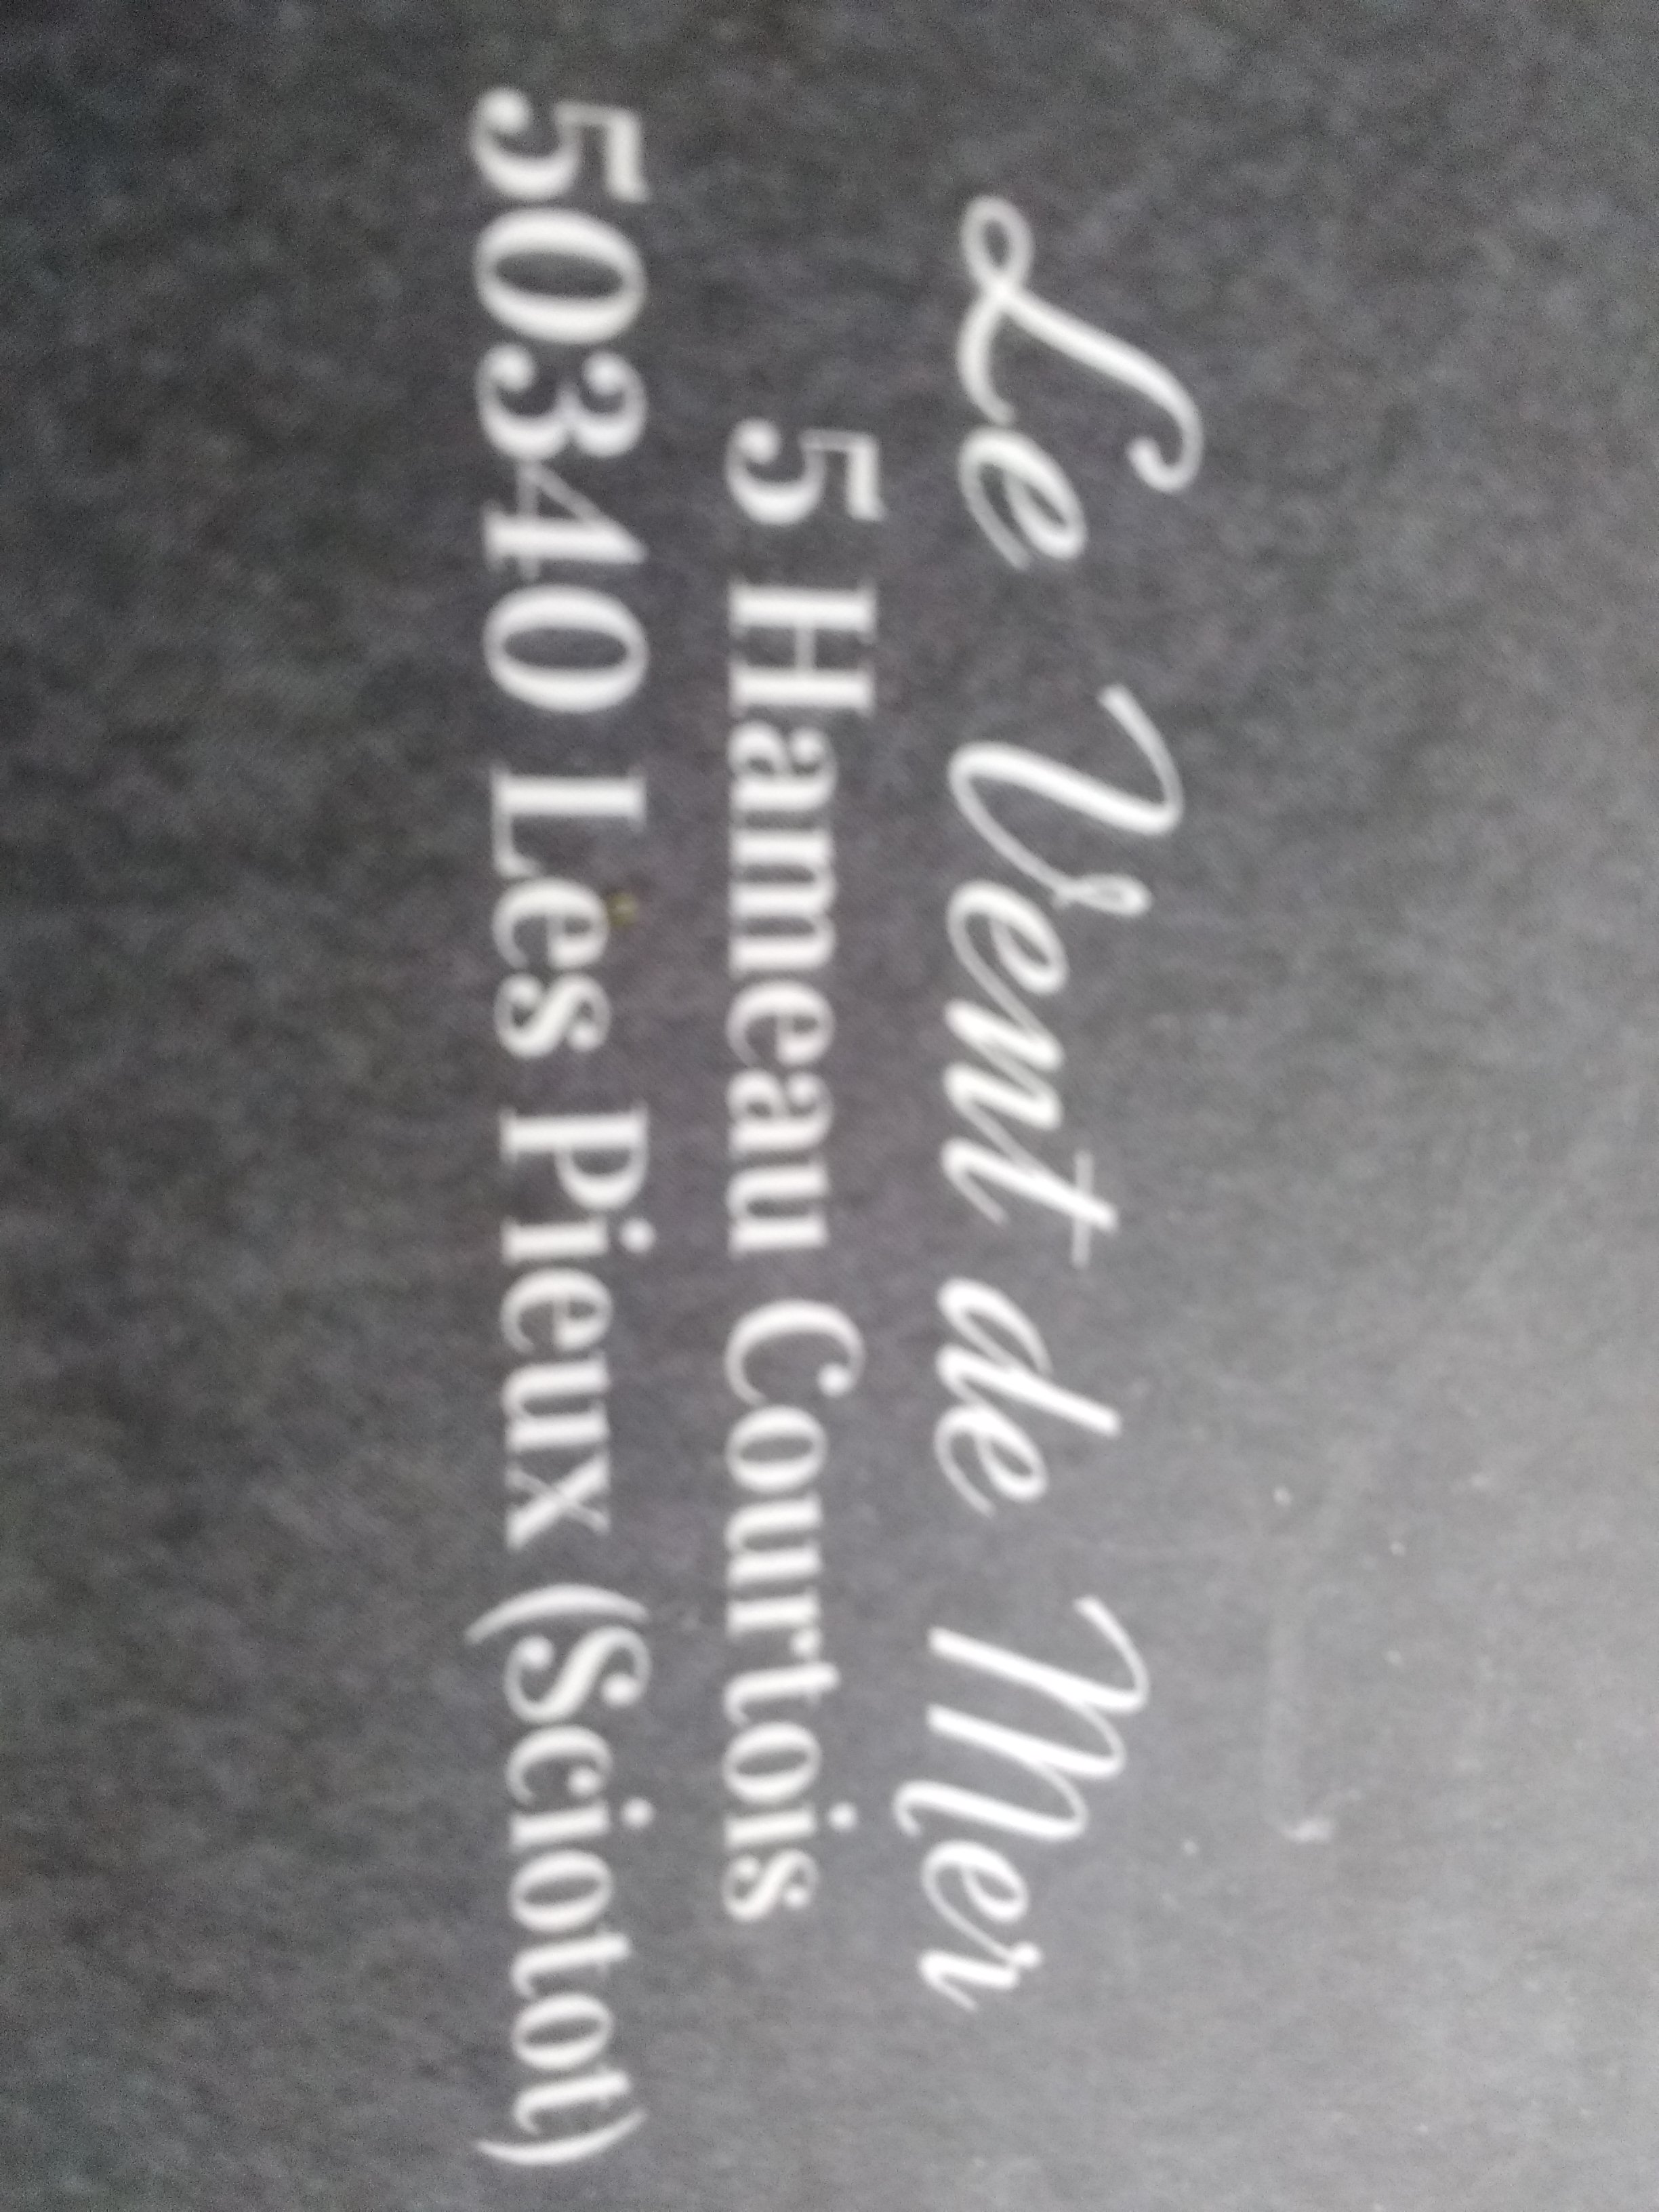 Le Vent de Mer
5 Hameau Courtois
50340 Les Pieux (Sciotot)